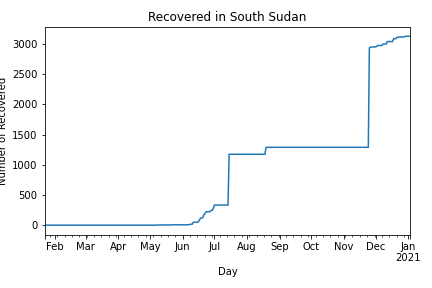 Recovered in South Sudan
Number of Recovered
3000
2500
2000
1500
1000
500
0
Feb Mar Apr May Jun Jul Aug Sep Oct Nov Dec Jan
2021
Day